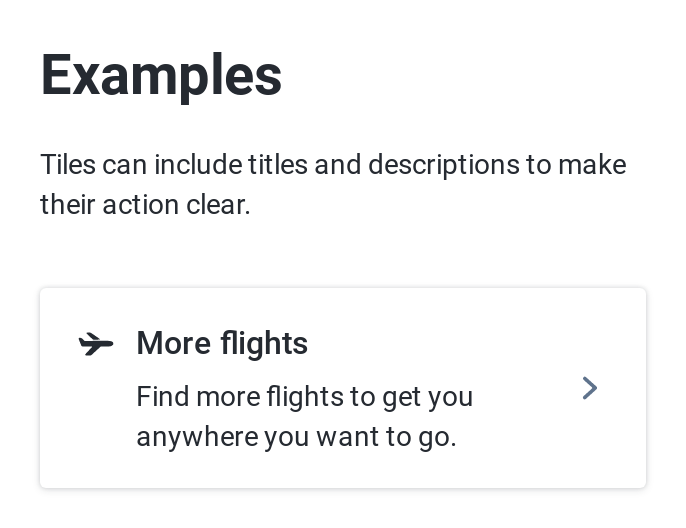 Examples
Tiles can include titles and descriptions to make
their action clear.
More flights
Find more flights to get you
anywhere you want to go.